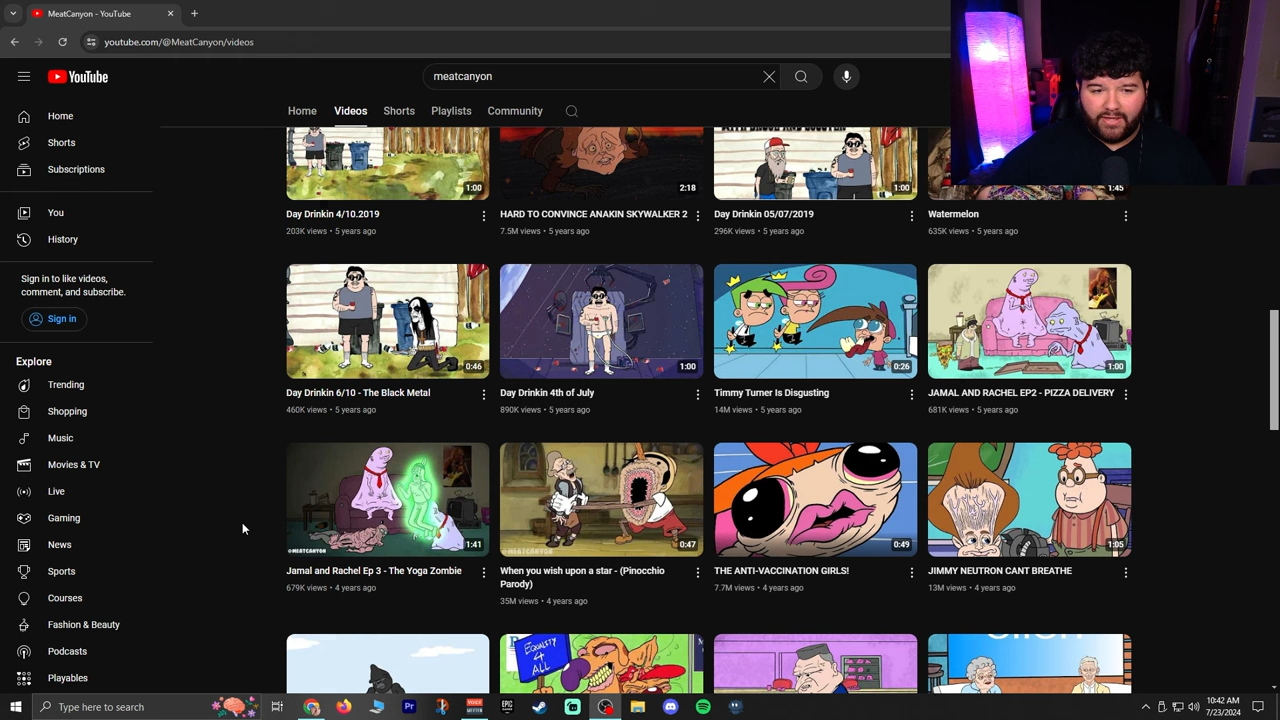 MeatCanyon - YouTube
youtube.com/@MeatCanyon/videos
YouTube
meatcanyon
Home
Videos
Shorts
Playlists
Community
Home
Shorts
Subscriptions
You
History
Sign in to like videos,
comment, and subscribe.
Sign in
Explore
Trending
Shopping
Music
Movies & TV
Live
Gaming
News
Sports
Courses
Fashion & Beauty
Podcasts
Playables
1:00
2:18
1:00
1:45
Day Drinkin 4/10.2019
203K views • 5 years ago
HARD TO CONVINCE ANAKIN SKYWALKER 2
7.5M views • 5 years ago
Day Drinkin 05/07/2019
296K views • 5 years ago
Watermelon
635K views • 5 years ago
0:46
1:00
0:26
1:00
Day Drinkin 6/10 - The Black Metal
460K views • 5 years ago
Day Drinkin 4th of July
890K views • 5 years ago
Timmy Turner Is Disgusting
14M views • 5 years ago
JAMAL AND RACHEL EP2 - PIZZA DELIVERY
681K views • 5 years ago
©MEATCANYON
1:41
©MEATCANYON
0:47
0:49
1:05
Jamal and Rachel Ep 3 - The Yoga Zombie
679K views • 4 years ago
When you wish upon a star - (Pinocchio
Parody)
35M views • 4 years ago
THE ANTI-VACCINATION GIRLS!
7.7M views • 4 years ago
JIMMY NEUTRON CANT BREATHE
13M views • 4 years ago
EQUALITY
4
ALL
Type here to search
10:42 AM
7/23/2024